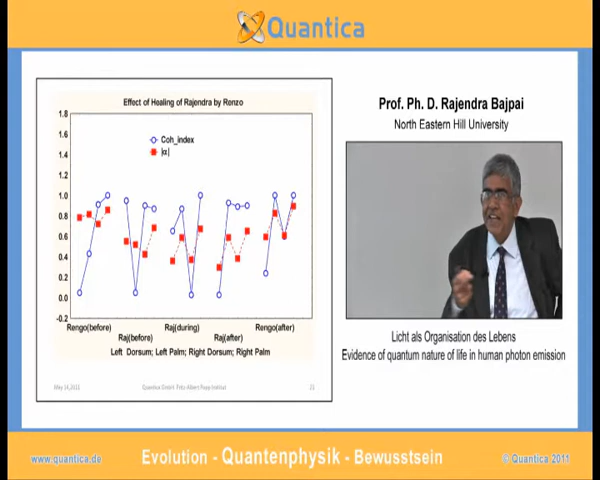 Quantica
Effect of Healing of Rajendra by Renzo
1.8
1.6
1.4
1.2
1.0
0.8
0.6
0.4
0.2
0.0
-0.2
Coh_index
|α|
Rengo(before)
Raj(before)
Raj(during)
Raj(after)
Rengo(after)
Left Dorsum; Left Palm; Right Dorsum; Right Palm
Prof. Ph. D. Rajendra Bajpai
North Eastern Hill University
Licht als Organisation des Lebens
Evidence of quantum nature of life in human photon emission
www.quantica.de
Evolution - Quantenphysik - Bewusstsein
© Quantica 2011